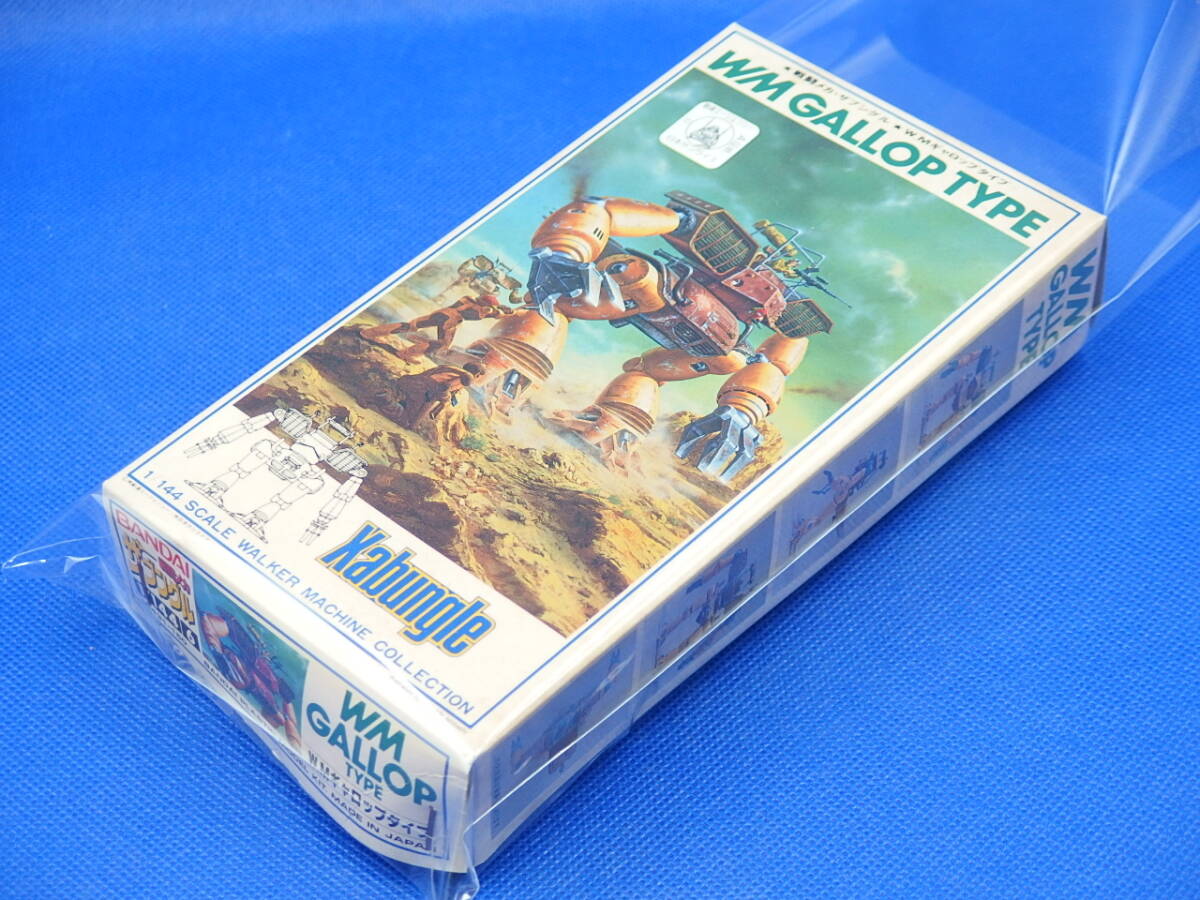 ★戦闘メカ・ザブングル★WMギャロップタイプ
WM GALLOP TYPE
Xabungle
1 144 SCALE WALKER MACHINE COLLECTION
BANDAI
ザブングル
WM
GALLOP
TYPE
WMギャロップタイプ
KIT MADE IN JAPAN
WM
GALLOP
TYPE